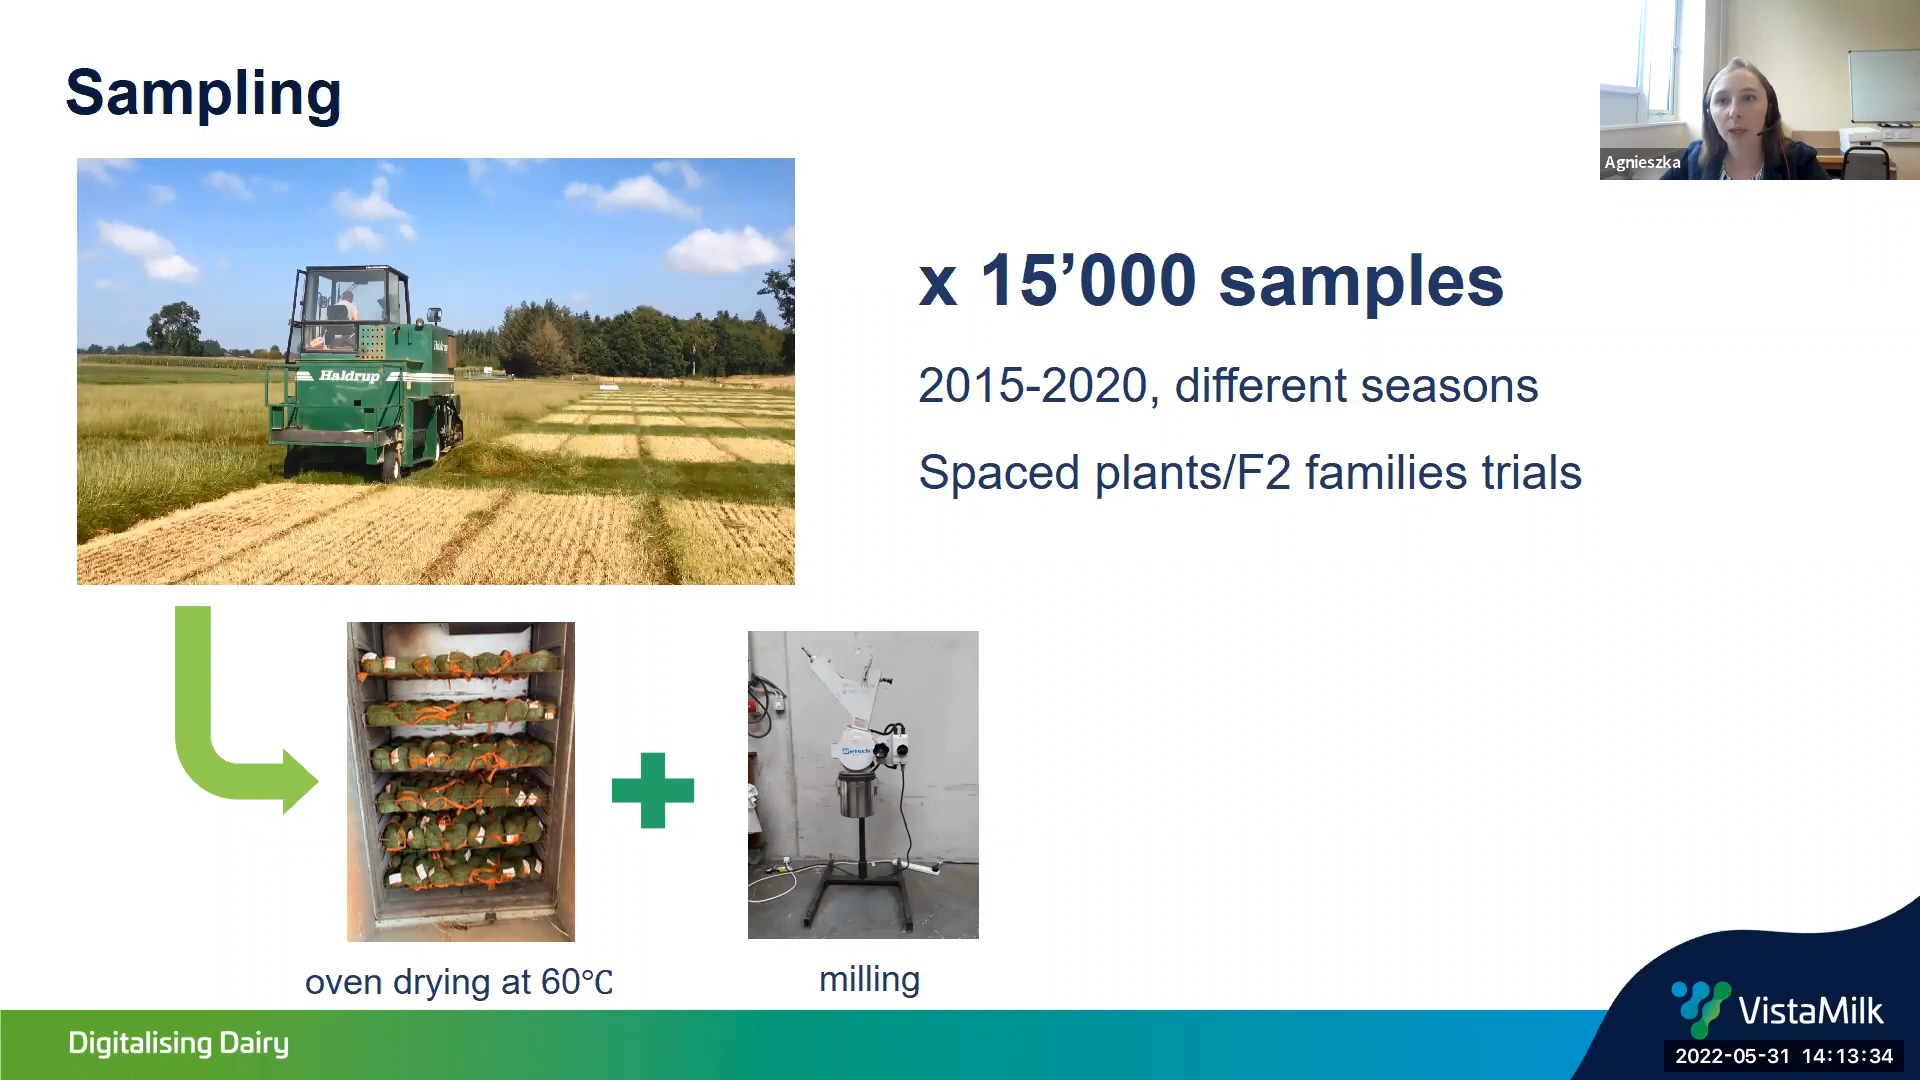 Sampling
Agnieszka
Haldrup
x 15’000 samples
2015-2020, different seasons
Spaced plants/F2 families trials
oven drying at 60°C
milling
Digitalising Dairy
VistaMilk
2022-05-31 14:13:34